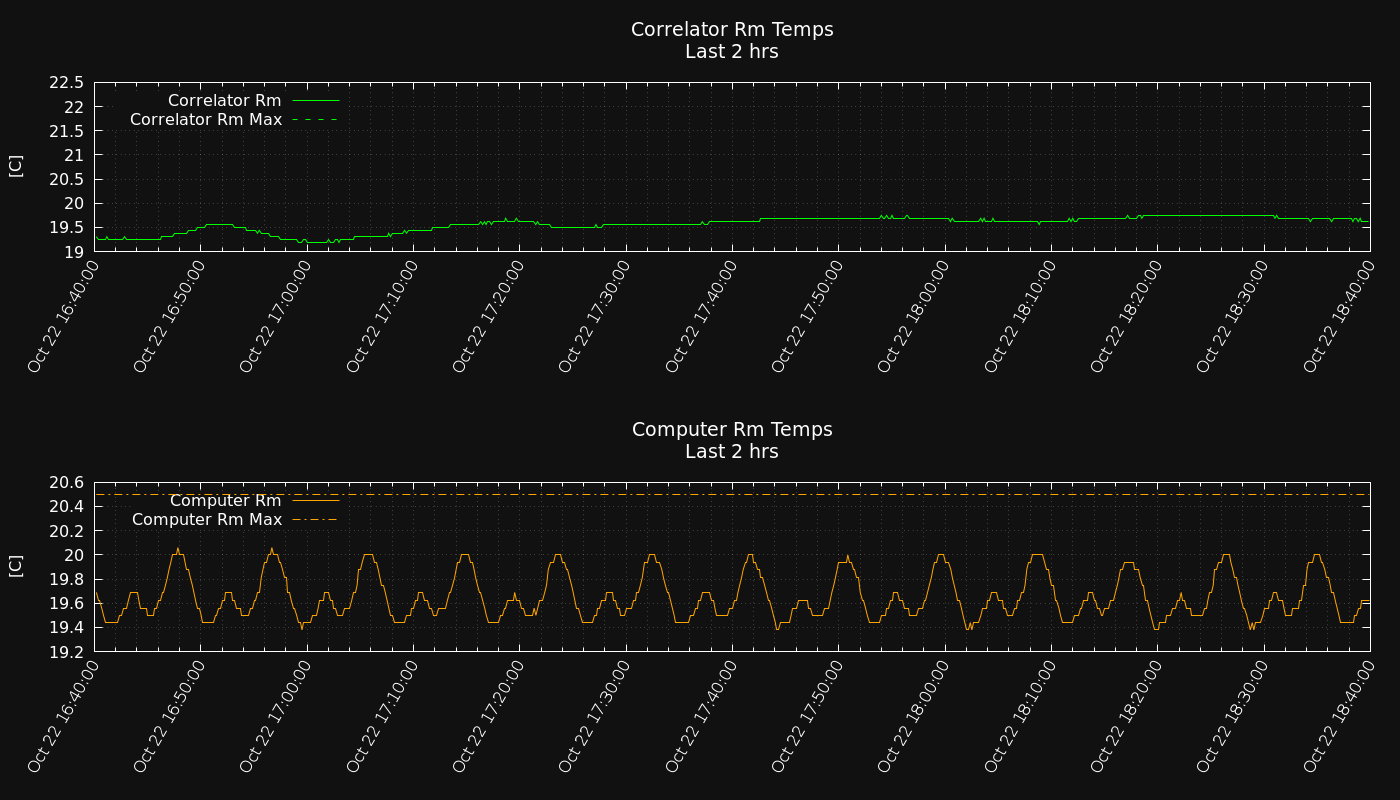 Correlator Rm Temps
Last 2 hrs
22.5
22
21.5
21
20.5
20
19.5
19
[C]
Correlator Rm
Correlator Rm Max
Oct 22 16:40:00
Oct 22 16:50:00
Oct 22 17:00:00
Oct 22 17:10:00
Oct 22 17:20:00
Oct 22 17:30:00
Oct 22 17:40:00
Oct 22 17:50:00
Oct 22 18:00:00
Oct 22 18:10:00
Oct 22 18:20:00
Oct 22 18:30:00
Oct 22 18:40:00
Computer Rm Temps
Last 2 hrs
20.6
20.4
20.2
20
19.8
19.6
19.4
19.2
[C]
Computer Rm
Computer Rm Max
Oct 22 16:40:00
Oct 22 16:50:00
Oct 22 17:00:00
Oct 22 17:10:00
Oct 22 17:20:00
Oct 22 17:30:00
Oct 22 17:40:00
Oct 22 17:50:00
Oct 22 18:00:00
Oct 22 18:10:00
Oct 22 18:20:00
Oct 22 18:30:00
Oct 22 18:40:00